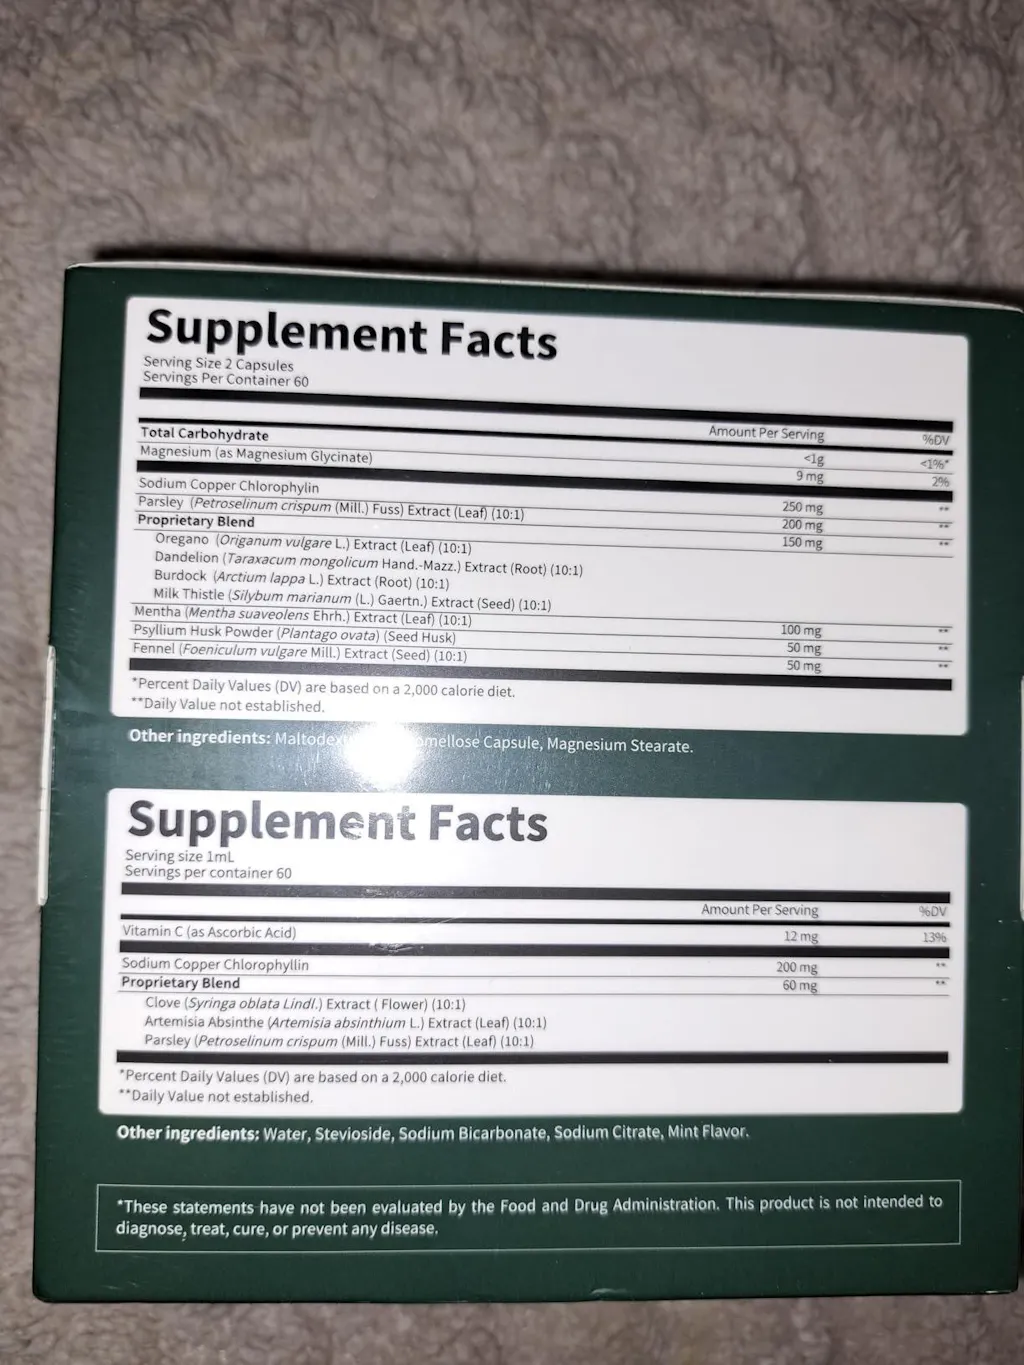 Supplement Facts
Serving Size 2 Capsules
Servings Per Container 60
Amount Per Serving %DV
Total Carbohydrate <1g <1%*
Magnesium (as Magnesium Glycinate) 9 mg 2%
Sodium Copper Chlorophylin 250 mg **
Parsley (Petroselinum crispum (Mill.) Fuss) Extract (Leaf) (10:1) 200 mg **
Proprietary Blend 150 mg **
Oregano (Origanum vulgare L.) Extract (Leaf) (10:1)
Dandelion (Taraxacum mongolicum Hand.-Mazz.) Extract (Root) (10:1)
Burdock (Arctium lappa L.) Extract (Root) (10:1)
Milk Thistle (Silybum marianum (L.) Gaertn.) Extract (Seed) (10:1)
Mentha (Mentha suaveolens Ehrh.) Extract (Leaf) (10:1) 100 mg **
Psyllium Husk Powder (Plantago ovata) (Seed Husk) 50 mg **
Fennel (Foeniculum vulgare Mill.) Extract (Seed) (10:1) 50 mg **
*Percent Daily Values (DV) are based on a 2,000 calorie diet.
**Daily Value not established.
Other ingredients: Capsule, Magnesium Stearate.
Supplement Facts
Serving size 1mL
Servings per container 60
Amount Per Serving %DV
Vitamin C (as Ascorbic Acid) 12 mg 13%
Sodium Copper Chlorophyllin 200 mg **
Proprietary Blend 60 mg **
Clove (Syringa oblata Lindl.) Extract ( Flower) (10:1)
Artemisia Absinthe (Artemisia absinthium L.) Extract (Leaf) (10:1)
Parsley (Petroselinum crispum (Mill.) Fuss) Extract (Leaf) (10:1)
*Percent Daily Values (DV) are based on a 2,000 calorie diet.
**Daily Value not established.
Other ingredients: Water, Stevioside, Sodium Bicarbonate, Sodium Citrate, Mint Flavor.
*These statements have not been evaluated by the Food and Drug Administration. This product is not intended to
diagnose, treat, cure, or prevent any disease.